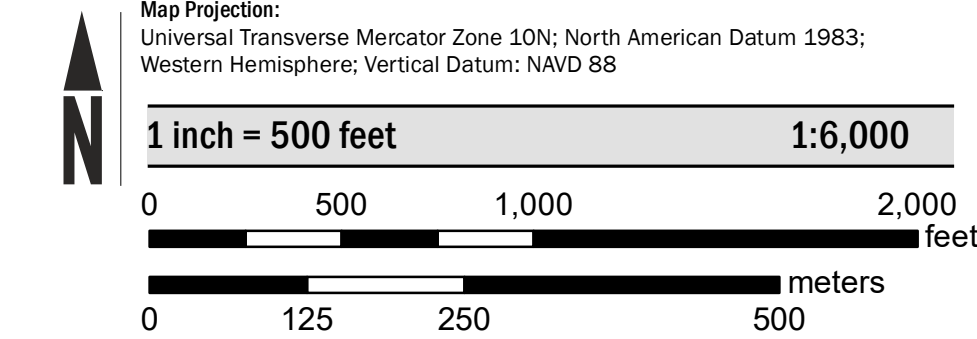 Map Projection:
Universal Transverse Mercator Zone 10N; North American Datum 1983;
Western Hemisphere; Vertical Datum: NAVD 88
N
1 inch = 500 feet 1:6,000
0 500 1,000 2,000
feet
meters
0 125 250 500